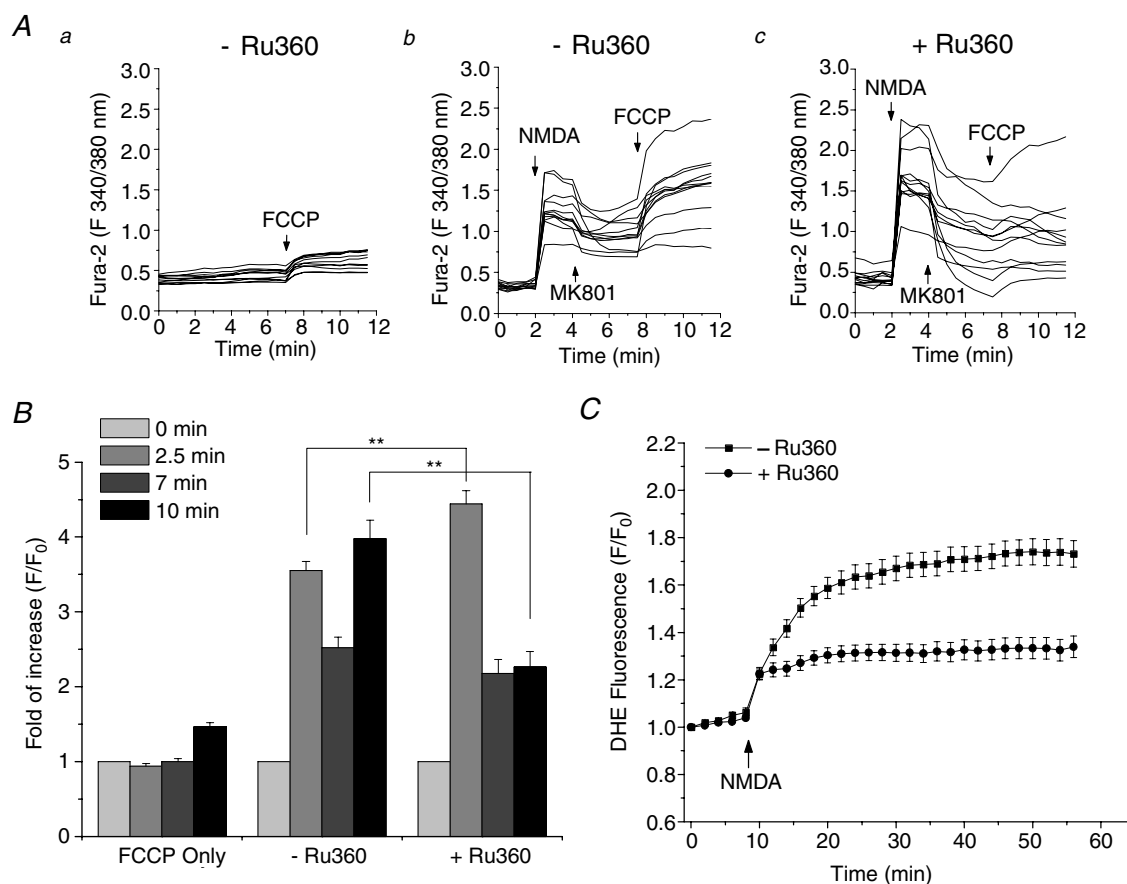 A
a
- Ru360
Fura-2 (F 340/380 nm)
3.0
2.5
2.0
1.5
1.0
0.5
0.0
FCCP
0 2 4 6 8 10 12
Time (min)
b
- Ru360
Fura-2 (F 340/380 nm)
3.0
2.5
2.0
1.5
1.0
0.5
0.0
NMDA
FCCP
MK801
0 2 4 6 8 10 12
Time (min)
c
+ Ru360
Fura-2 (F 340/380 nm)
3.0
2.5
2.0
1.5
1.0
0.5
0.0
NMDA
FCCP
MK801
0 2 4 6 8 10 12
Time (min)
B
0 min
2.5 min
7 min
10 min
**
**
Fold of increase (F/F0)
5
4
3
2
1
0
FCCP Only - Ru360 + Ru360
C
– Ru360
+ Ru360
DHE Fluorescence (F/F0)
2.2
2.0
1.8
1.6
1.4
1.2
1.0
0.8
0.6
NMDA
0 10 20 30 40 50 60
Time (min)